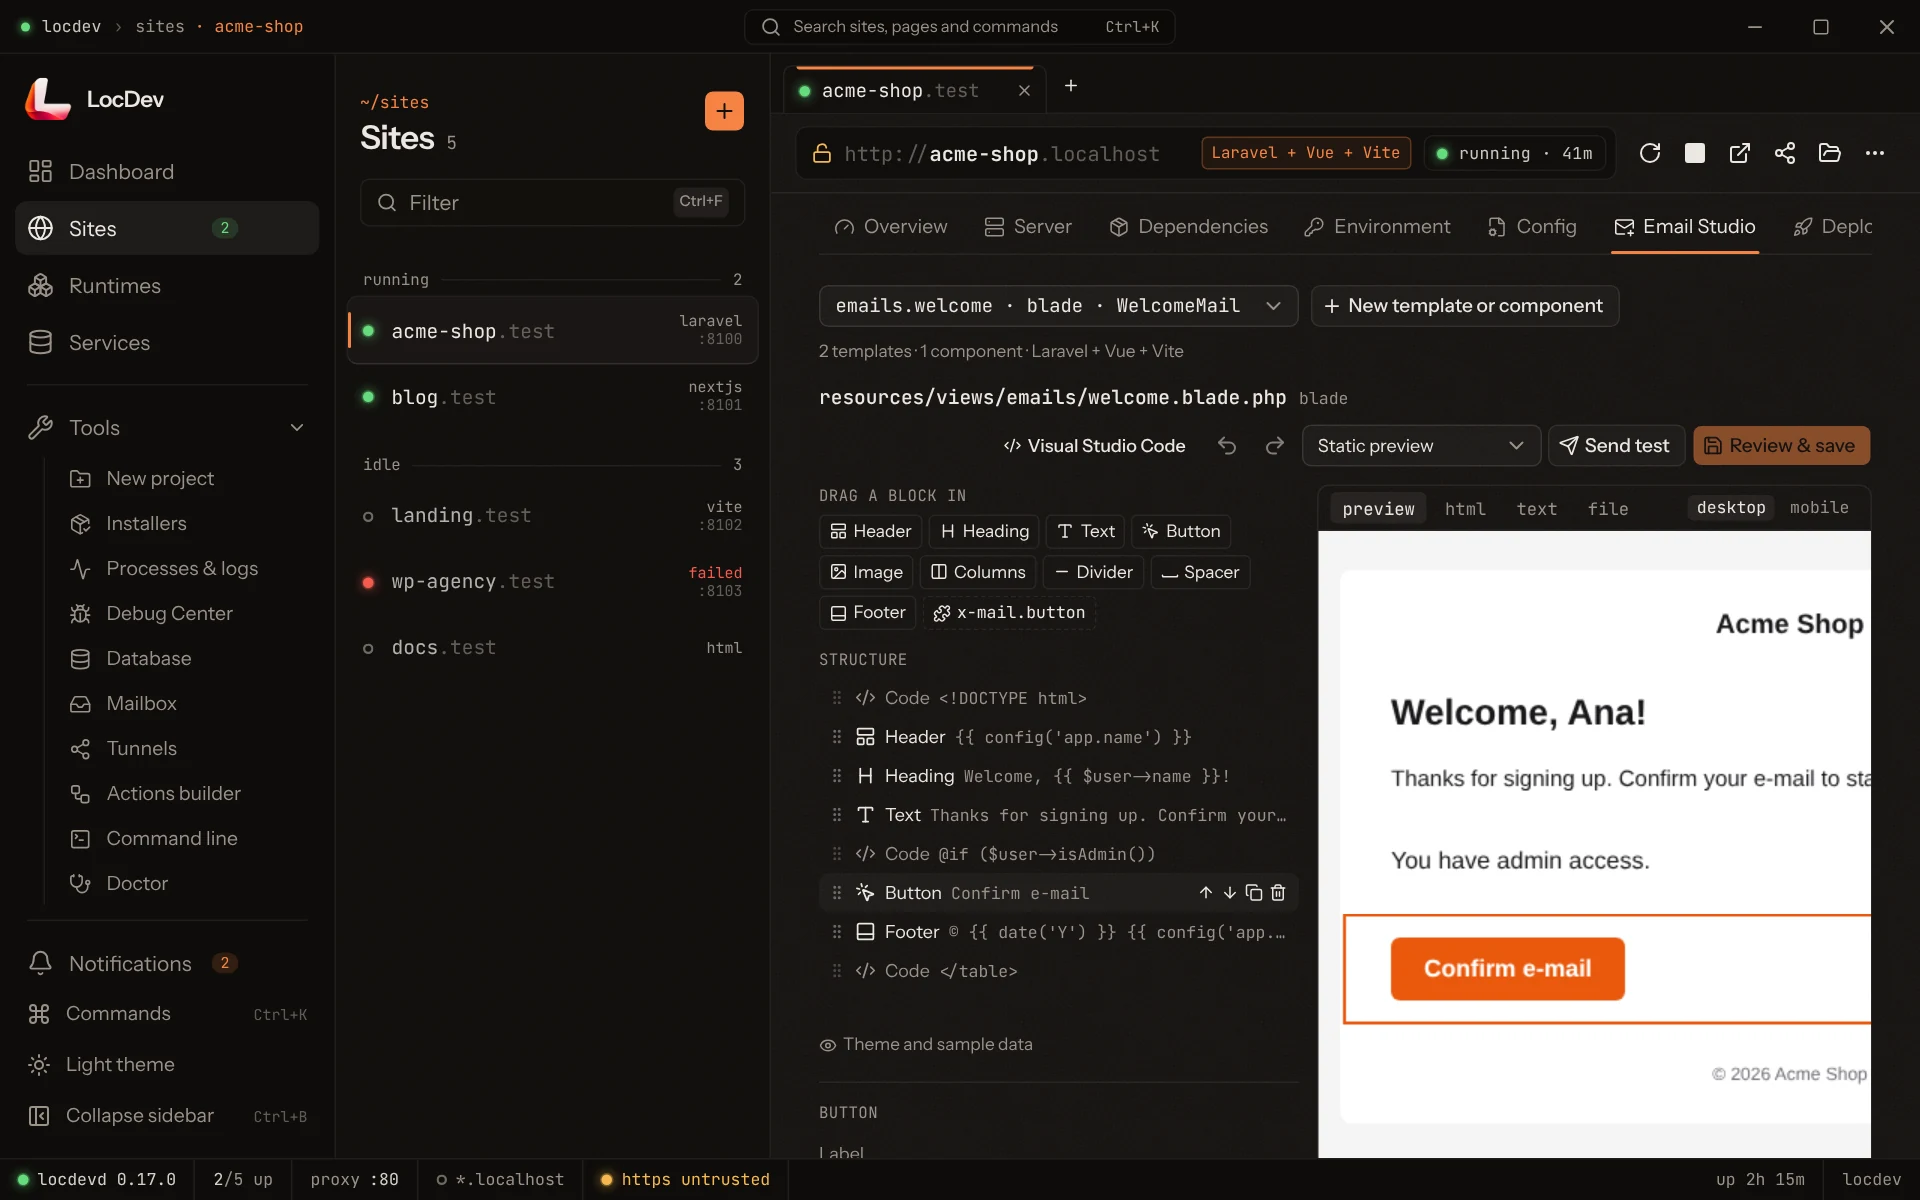 locdev › sites · acme-shop
Search sites, pages and commands Ctrl+K
LocDev
Dashboard
Sites 2
Runtimes
Services
Tools
New project
Installers
Processes & logs
Debug Center
Database
Mailbox
Tunnels
Actions builder
Command line
Doctor
Notifications 2
Commands Ctrl+K
Light theme
Collapse sidebar Ctrl+B
~/sites
Sites 5
Filter Ctrl+F
running 2
acme-shop.test laravel :8100
blog.test nextjs :8101
idle 3
landing.test vite :8102
wp-agency.test failed :8103
docs.test html
acme-shop.test
http://acme-shop.localhost Laravel + Vue + Vite running · 41m
Overview Server Dependencies Environment Config Email Studio Deplo
emails.welcome · blade · WelcomeMail
New template or component
2 templates · 1 component · Laravel + Vue + Vite
resources/views/emails/welcome.blade.php blade
Visual Studio Code Static preview Send test Review & save
DRAG A BLOCK IN
Header Heading Text Button
Image Columns Divider Spacer
Footer x-mail.button
STRUCTURE
Code <!DOCTYPE html>
Header {{ config('app.name') }}
Heading Welcome, {{ $user->name }}!
Text Thanks for signing up. Confirm your…
Code @if ($user->isAdmin())
Button Confirm e-mail
Footer © {{ date('Y') }} {{ config('app.…
Code </table>
Theme and sample data
BUTTON
Label
preview html text file desktop mobile
Acme Shop
Welcome, Ana!
Thanks for signing up. Confirm your e-mail to sta
You have admin access.
Confirm e-mail
© 2026 Acme Shop
locdevd 0.17.0 2/5 up proxy :80 *.localhost https untrusted up 2h 15m locdev